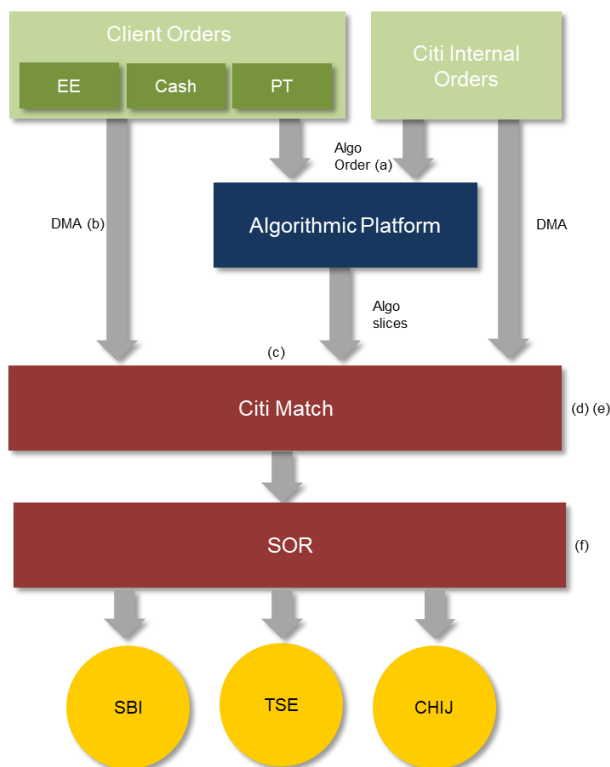 Client Orders
EE
Cash
PT
Citi Internal
Orders
Algo
Order (a)
DMA (b)
Algorithmic Platform
DMA
Algo
slices
(c)
Citi Match
(d) (e)
SOR
(f)
SBI
TSE
CHIJ